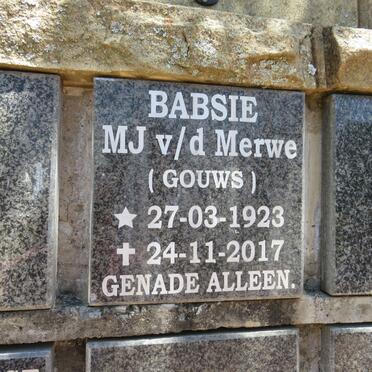 BABSIE
MJ v/d Merwe
( GOUWS )
★ 27-03-1923
✝ 24-11-2017
GENADE ALLEEN.